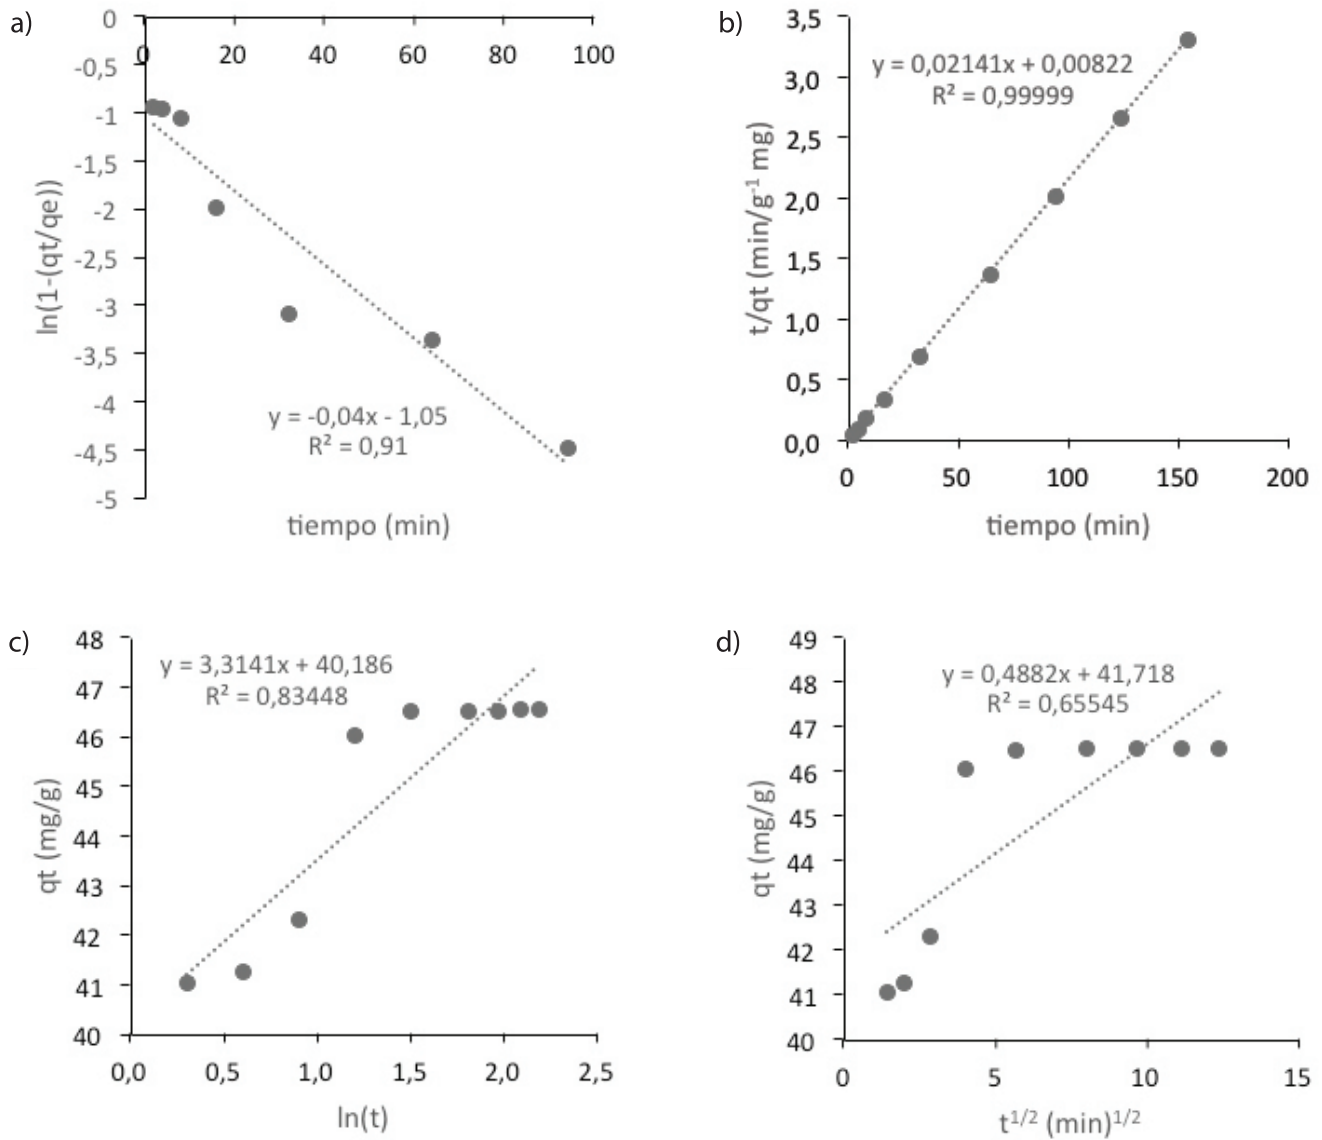 a)
0
0
20
40
60
80
100
-0,5
-1
-1,5
-2
-2,5
-3
-3,5
-4
-4,5
-5
ln(1-(qt/qe))
y = -0,04x - 1,05
R² = 0,91
tiempo (min)
b)
3,5
3,0
2,5
2,0
1,5
1,0
0,5
0,0
t/qt (min/g⁻¹ mg)
y = 0,02141x + 0,00822
R² = 0,99999
0
50
100
150
200
tiempo (min)
c)
48
47
46
45
44
43
42
41
40
qt (mg/g)
y = 3,3141x + 40,186
R² = 0,83448
0,0
0,5
1,0
1,5
2,0
2,5
ln(t)
d)
49
48
47
46
45
44
43
42
41
40
qt (mg/g)
y = 0,4882x + 41,718
R² = 0,65545
0
5
10
15
t¹/² (min)¹/²